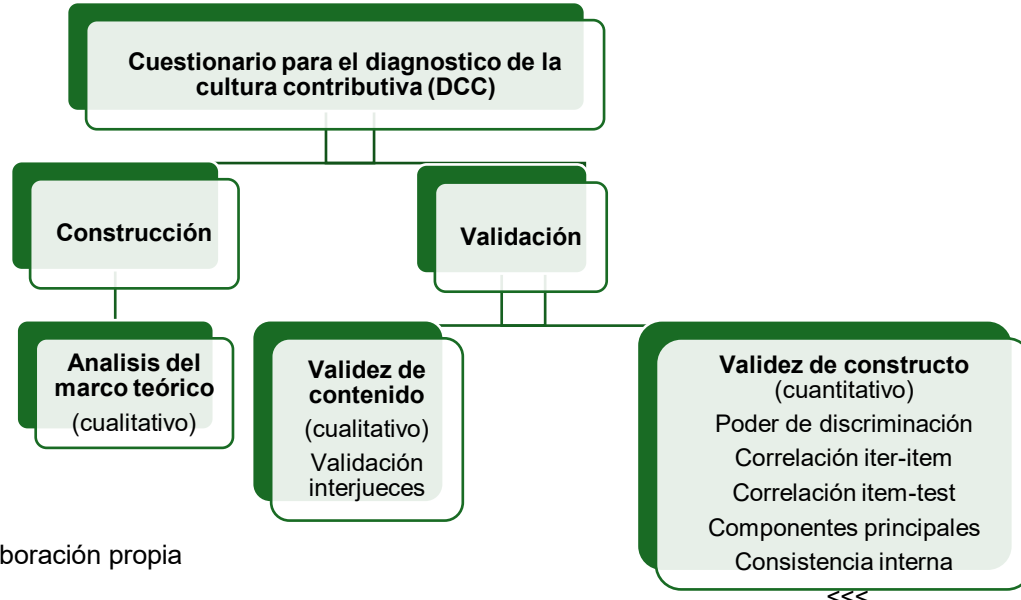 Cuestionario para el diagnostico de la
cultura contributiva (DCC)
Construcción
Validación
Analisis del
marco teórico
(cualitativo)
Validez de
contenido
(cualitativo)
Validación
interjueces
Validez de constructo
(cuantitativo)
Poder de discriminación
Correlación iter-item
Correlación item-test
Componentes principales
Consistencia interna
boración propia
<<<